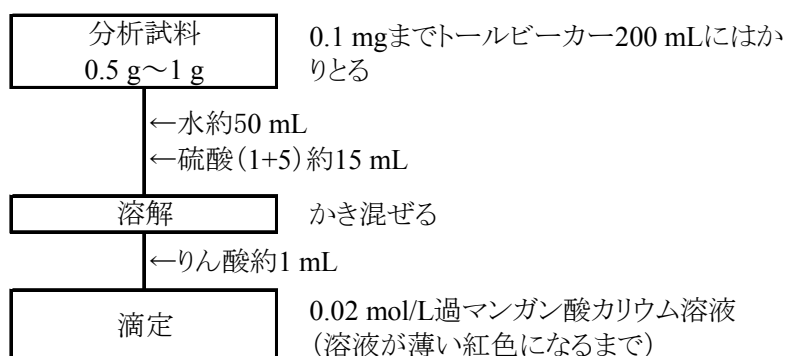 分析試料
0.5 g～1 g
0.1 mgまでトールビーカー200 mLにはか
りとる
←水約50 mL
←硫酸（1+5）約15 mL
溶解
かき混ぜる
←りん酸約1 mL
滴定
0.02 mol/L過マンガン酸カリウム溶液
（溶液が薄い紅色になるまで）